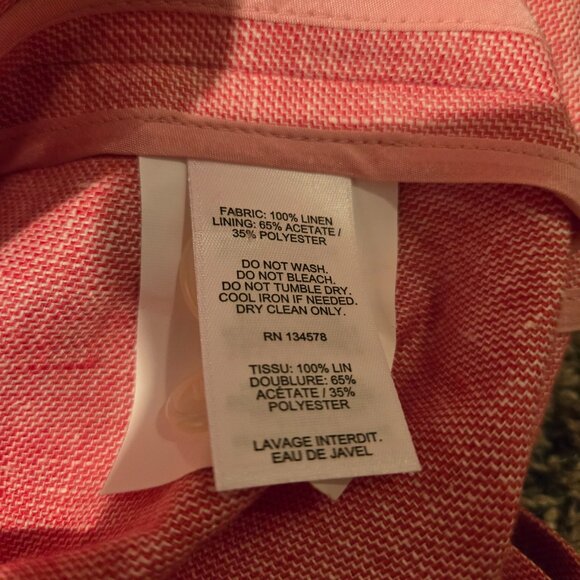 FABRIC: 100% LINEN
LINING: 65% ACETATE /
35% POLYESTER
DO NOT WASH.
DO NOT BLEACH.
DO NOT TUMBLE DRY.
COOL IRON IF NEEDED.
DRY CLEAN ONLY.
RN 134578
TISSU: 100% LIN
DOUBLURE: 65%
ACÉTATE / 35%
POLYESTER
LAVAGE INTERDIT.
EAU DE JAVEL